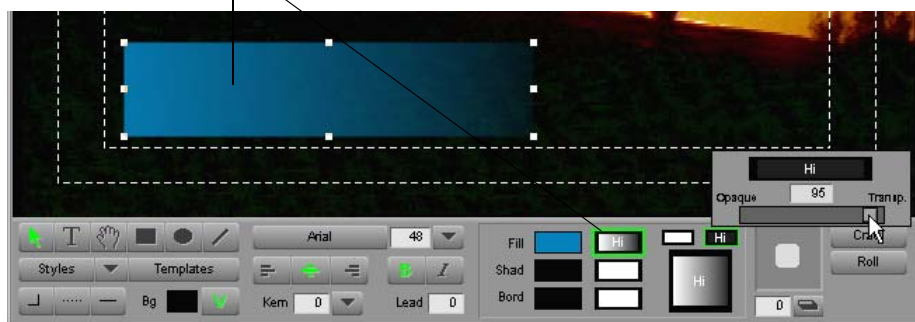 Hi
Opaque 95 Transp.
T Arial 48 Fill Hi Hi Crawl
Styles Templates B I Shad Hi Roll
Bg Kern 0 Lead 0 Bord 0